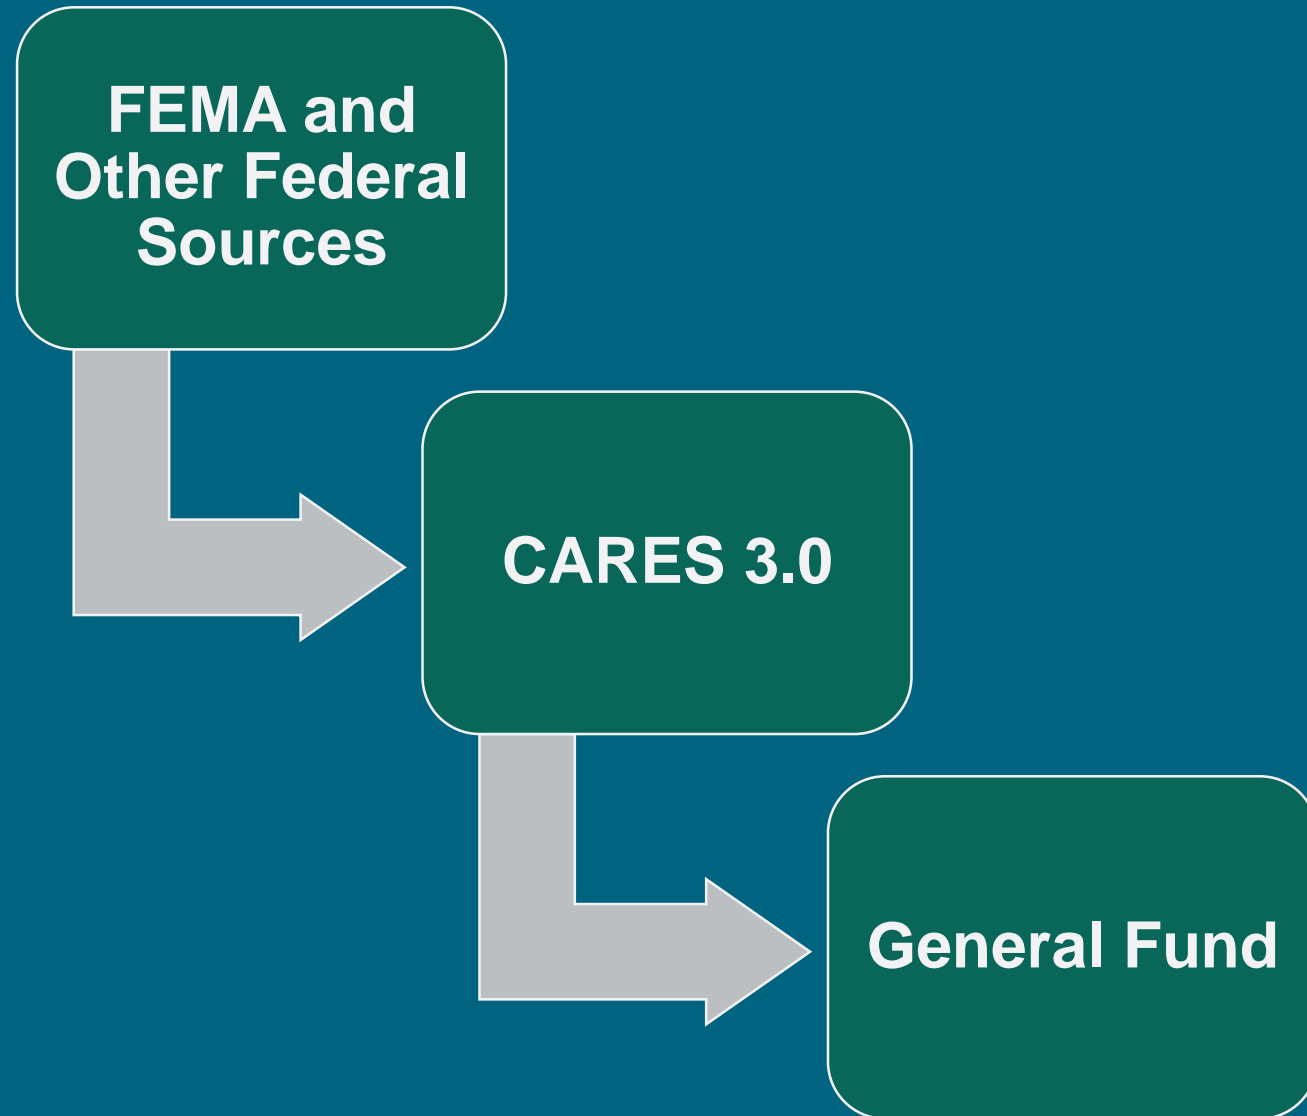 FEMA and
Other Federal
Sources
CARES 3.0
General Fund